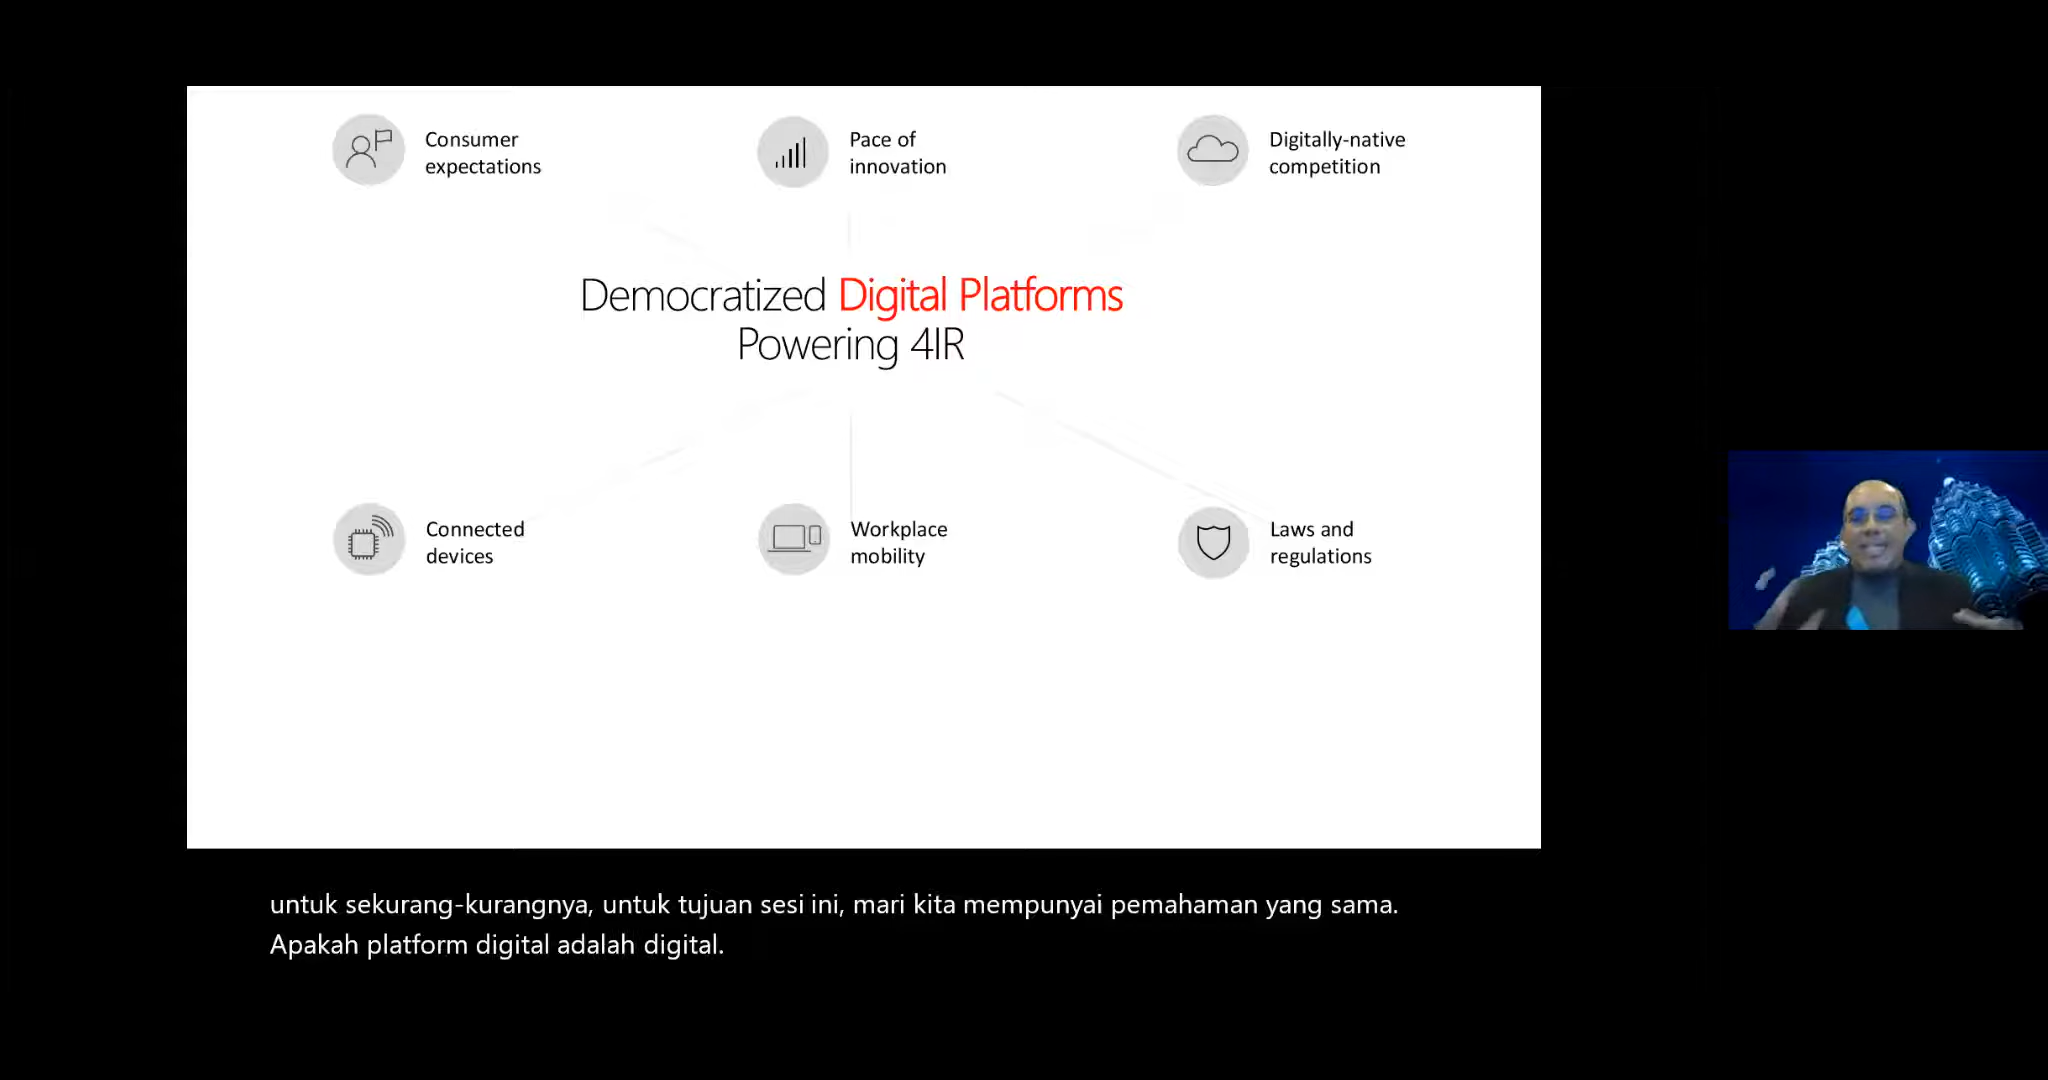 Consumer
expectations
Pace of
innovation
Digitally-native
competition
Democratized Digital Platforms
Powering 4IR
Connected
devices
Workplace
mobility
Laws and
regulations
untuk sekurang-kurangnya, untuk tujuan sesi ini, mari kita mempunyai pemahaman yang sama.
Apakah platform digital adalah digital.